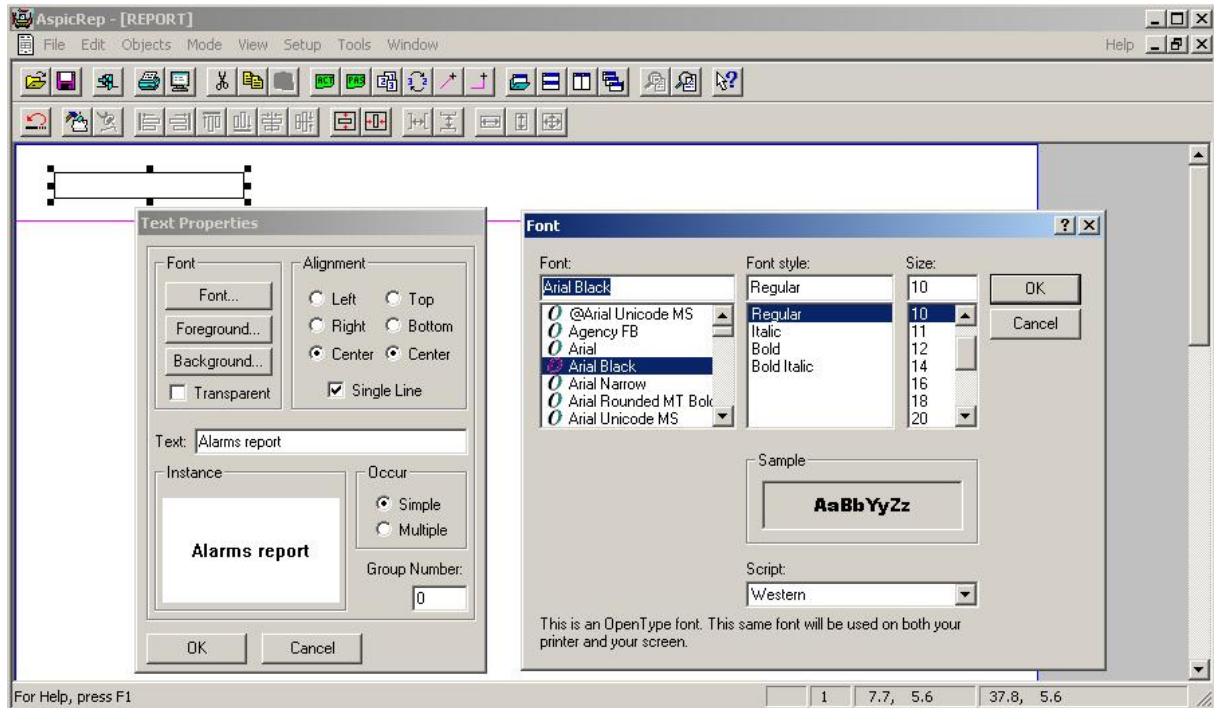 AspicRep - [REPORT]
File Edit Objects Mode View Setup Tools Window Help
ACT PAS
Text Properties
Font
Font...
Foreground...
Background...
Transparent
Alignment
Left Top
Right Bottom
Center Center
Single Line
Text: Alarms report
Instance
Alarms report
Occur
Simple
Multiple
Group Number:
0
OK Cancel
Font
Font: Font style: Size:
Arial Black Regular 10
@Arial Unicode MS Regular 10
Agency FB Italic 11
Arial Bold 12
Arial Black Bold Italic 14
Arial Narrow 16
Arial Rounded MT Bold 18
Arial Unicode MS 20
OK
Cancel
Sample
AaBbYyZz
Script:
Western
This is an OpenType font. This same font will be used on both your
printer and your screen.
For Help, press F1 1 7.7, 5.6 37.8, 5.6